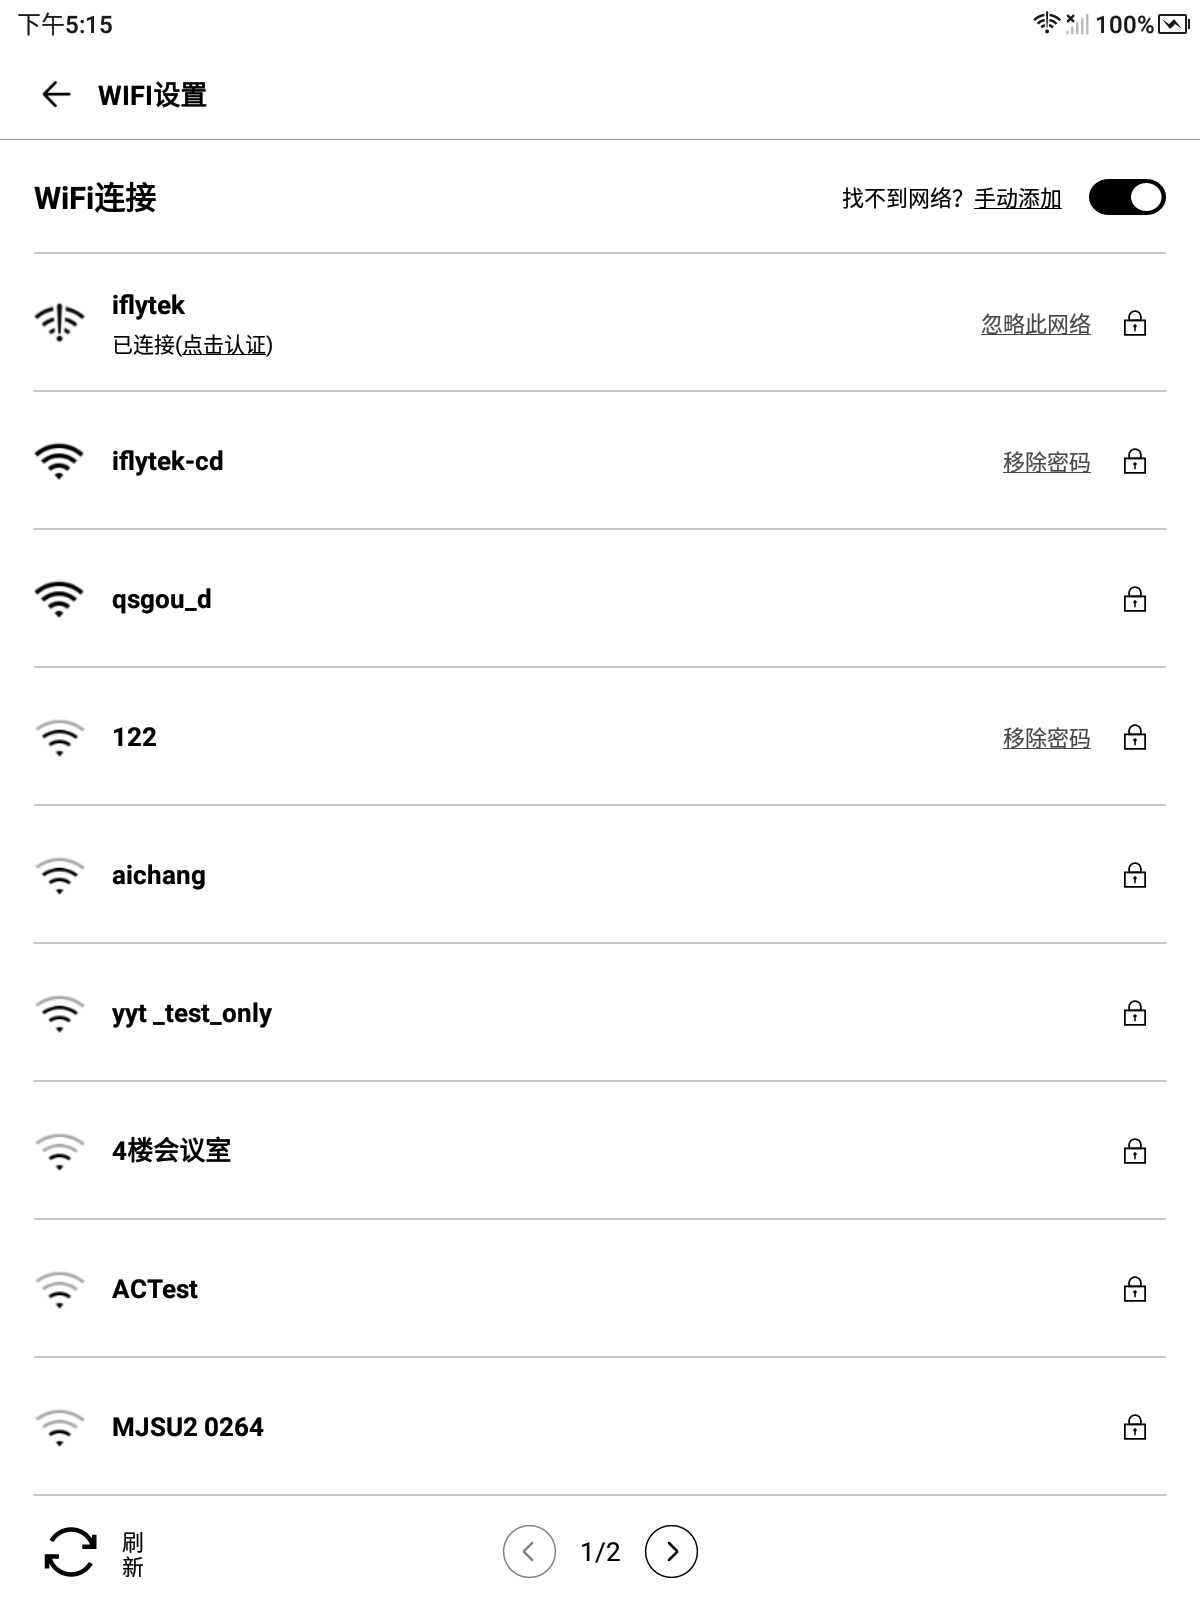 下午5:15
100%
WIFI设置
WiFi连接
找不到网络？手动添加
iflytek
已连接(点击认证)
忽略此网络
iflytek-cd
移除密码
qsgou_d
122
移除密码
aichang
yyt _test_only
4楼会议室
ACTest
MJSU2 0264
刷
新
1/2